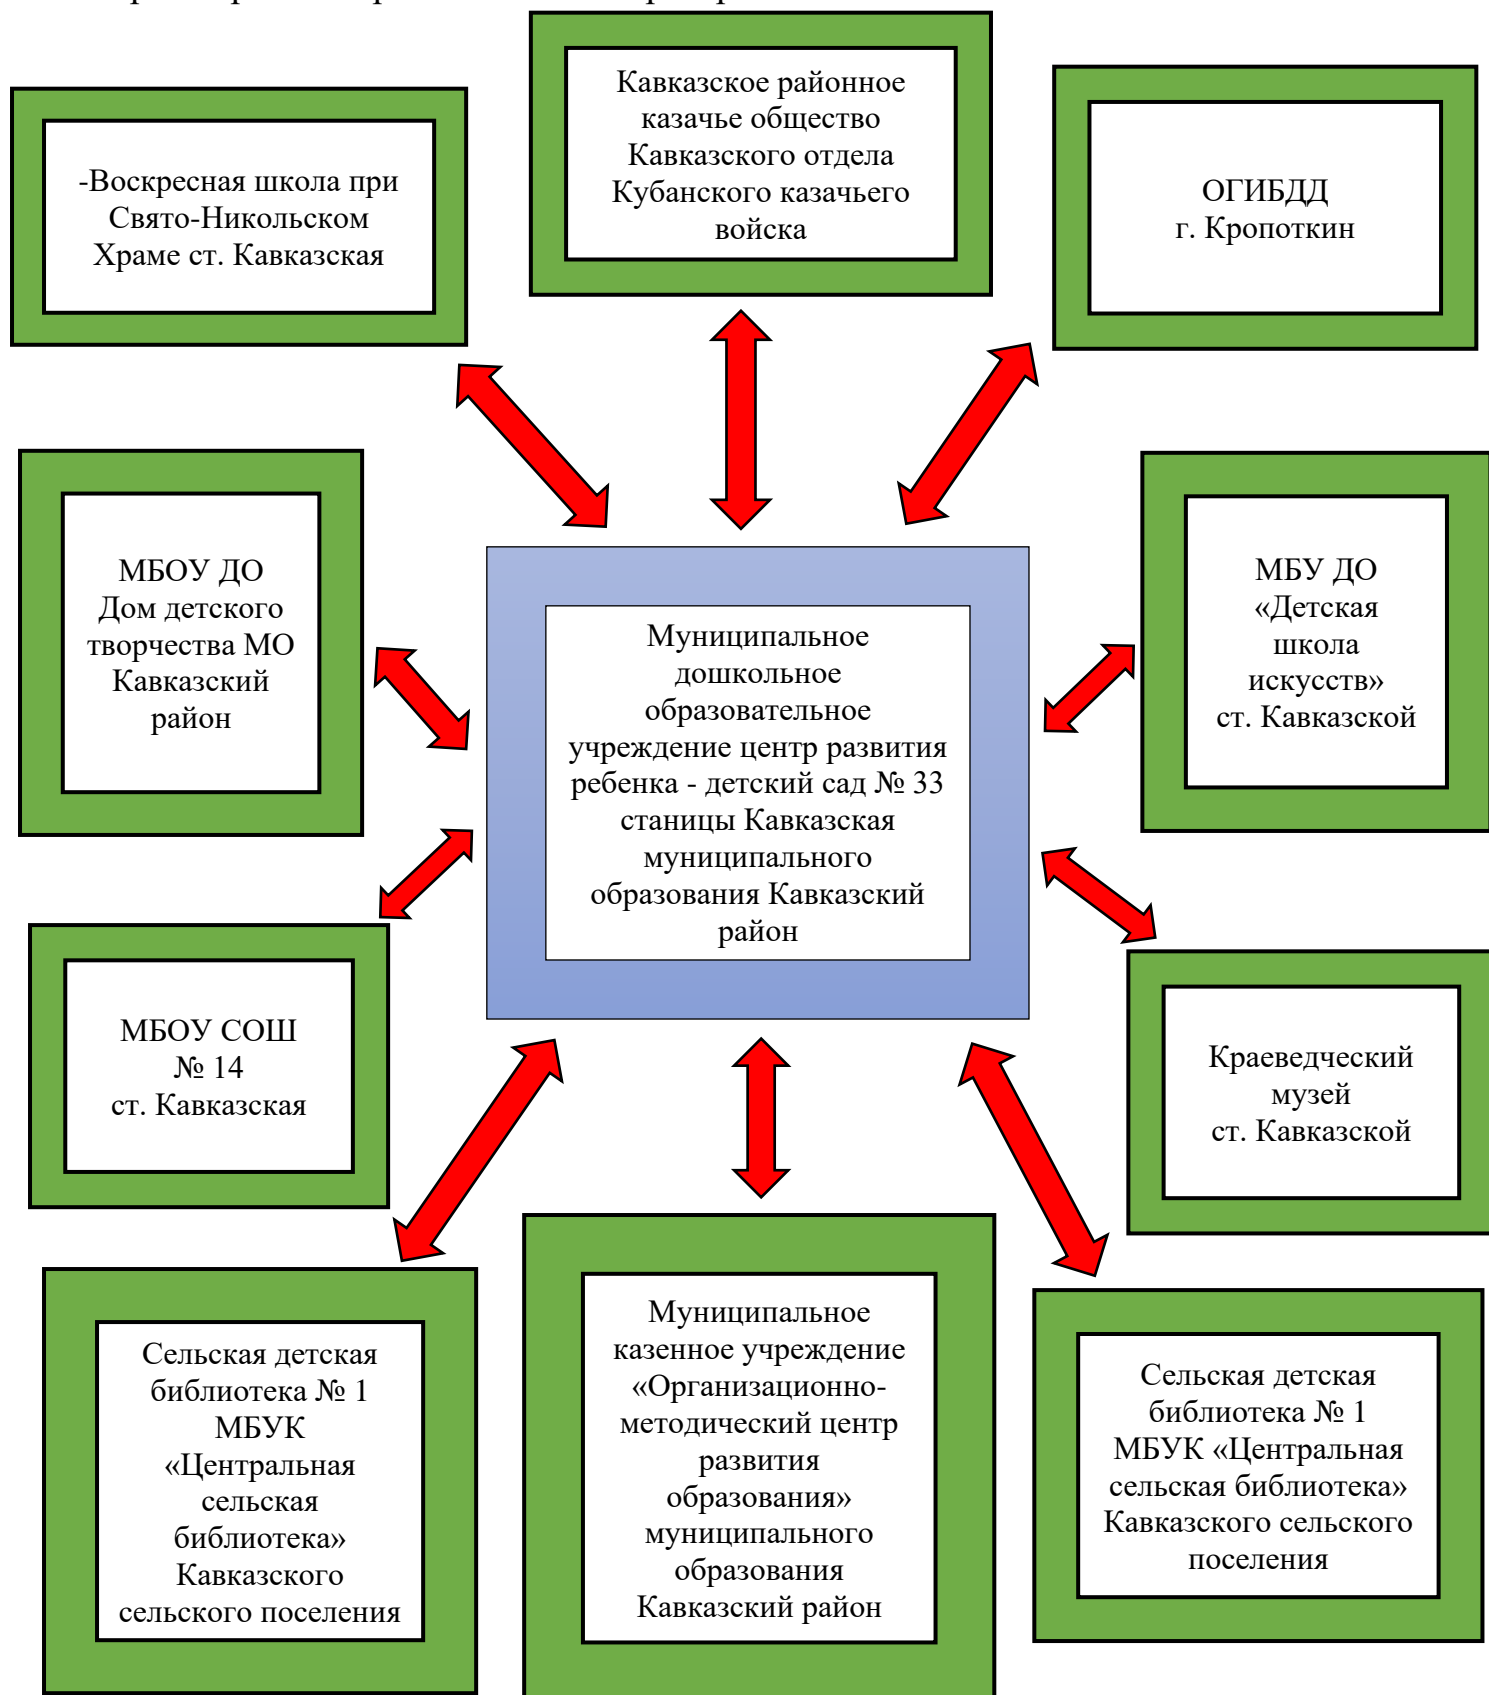 Кавказское районное
казачье общество
Кавказского отдела
Кубанского казачьего
войска
-Воскресная школа при
Свято-Никольском
Храме ст. Кавказская
ОГИБДД
г. Кропоткин
МБОУ ДО
Дом детского
творчества МО
Кавказский
район
Муниципальное
дошкольное
образовательное
учреждение центр развития
ребенка - детский сад № 33
станицы Кавказская
муниципального
образования Кавказский
район
МБУ ДО
«Детская
школа
искусств»
ст. Кавказской
МБОУ СОШ
№ 14
ст. Кавказская
Краеведческий
музей
ст. Кавказской
Сельская детская
библиотека № 1
МБУК
«Центральная
сельская
библиотека»
Кавказского
сельского поселения
Муниципальное
казенное учреждение
«Организационно-
методический центр
развития
образования»
муниципального
образования
Кавказский район
Сельская детская
библиотека № 1
МБУК «Центральная
сельская библиотека»
Кавказского сельского
поселения